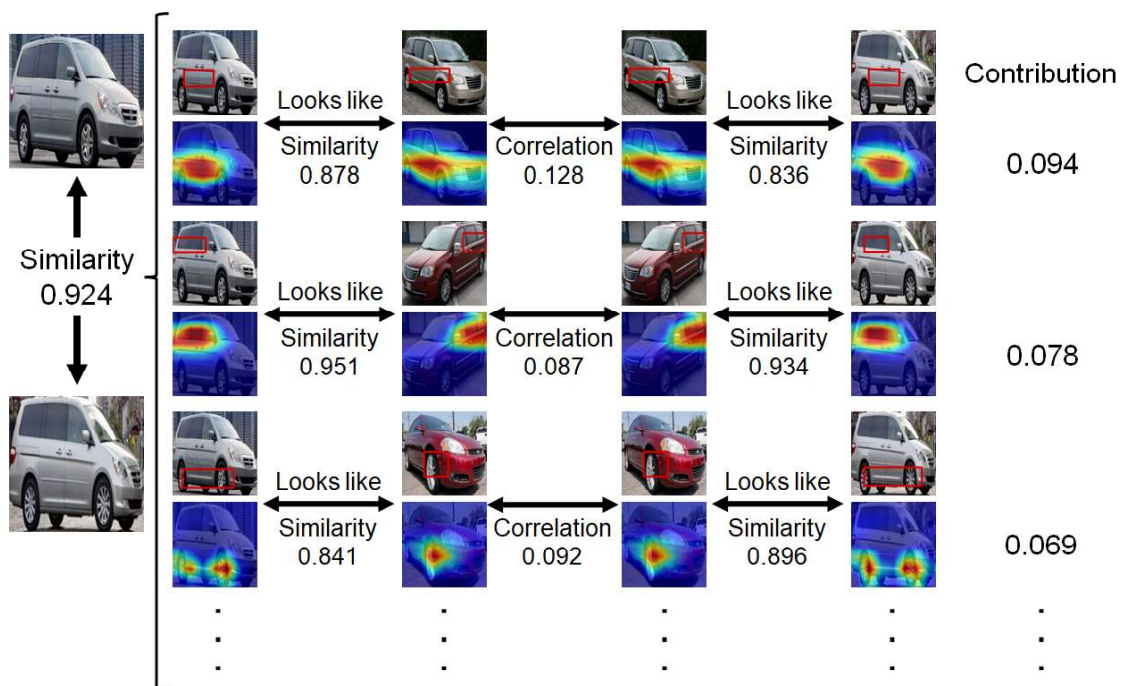 Contribution
Looks like
Looks like
Similarity
0.878
Correlation
0.128
Similarity
0.836
0.094
Similarity
0.924
Looks like
Looks like
Similarity
0.951
Correlation
0.087
Similarity
0.934
0.078
Looks like
Looks like
Similarity
0.841
Correlation
0.092
Similarity
0.896
0.069